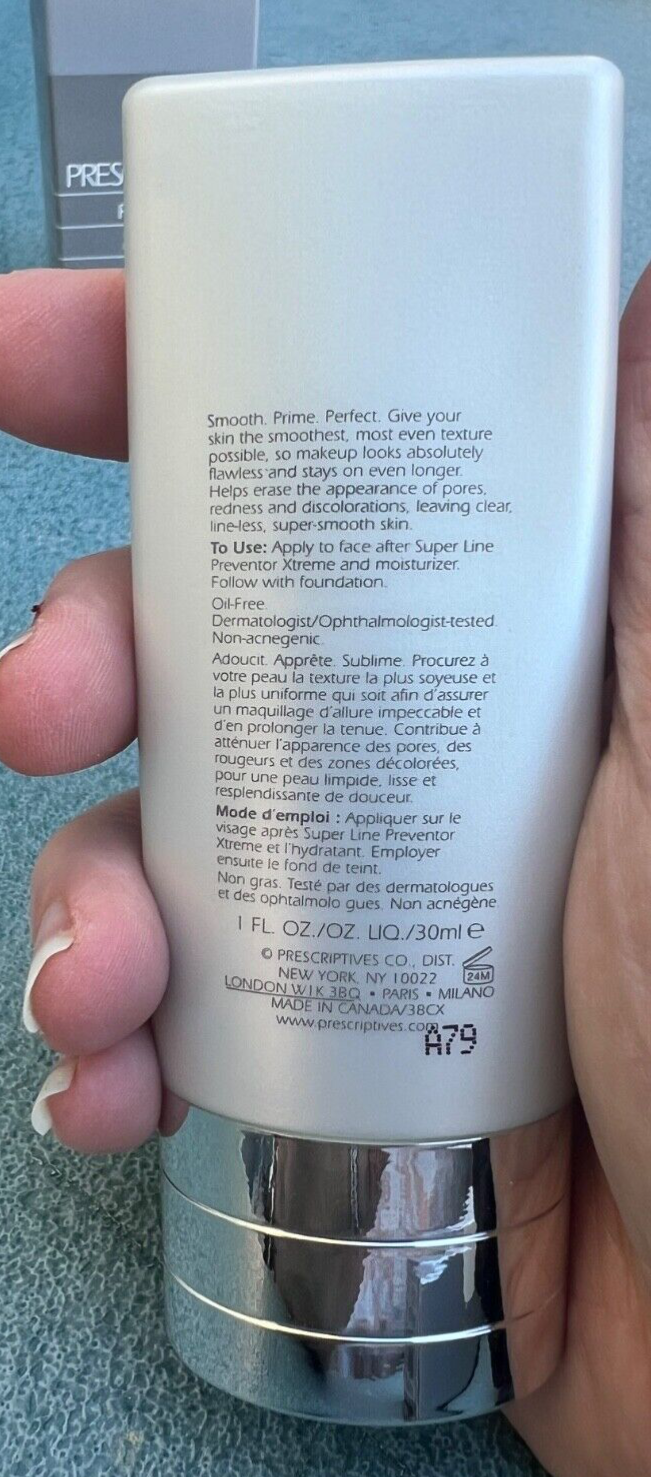 PRES
Smooth. Prime. Perfect. Give your
skin the smoothest, most even texture
possible, so makeup looks absolutely
flawless and stays on even longer.
Helps erase the appearance of pores,
redness and discolorations, leaving clear,
line-less, super-smooth skin.
To Use: Apply to face after Super Line
Preventor Xtreme and moisturizer.
Follow with foundation.
Oil-Free.
Dermatologist/Ophthalmologist-tested.
Non-acnegenic.
Adoucit. Apprête. Sublime. Procurez à
votre peau la texture la plus soyeuse et
la plus uniforme qui soit afin d'assurer
un maquillage d'allure impeccable et
d'en prolonger la tenue. Contribue à
atténuer l'apparence des pores, des
rougeurs et des zones décolorées,
pour une peau limpide, lisse et
resplendissante de douceur.
Mode d'emploi : Appliquer sur le
visage après Super Line Preventor
Xtreme et l'hydratant. Employer
ensuite le fond de teint.
Non gras. Testé par des dermatologues
et des ophtalmolo gues. Non acnégène.
1 FL. OZ./OZ. LIQ./30ml e
© PRESCRIPTIVES CO., DIST.
NEW YORK, NY 10022
24M
LONDON W1K 3BQ • PARIS • MILANO
MADE IN CANADA/38CX
www.prescriptives.com
A79